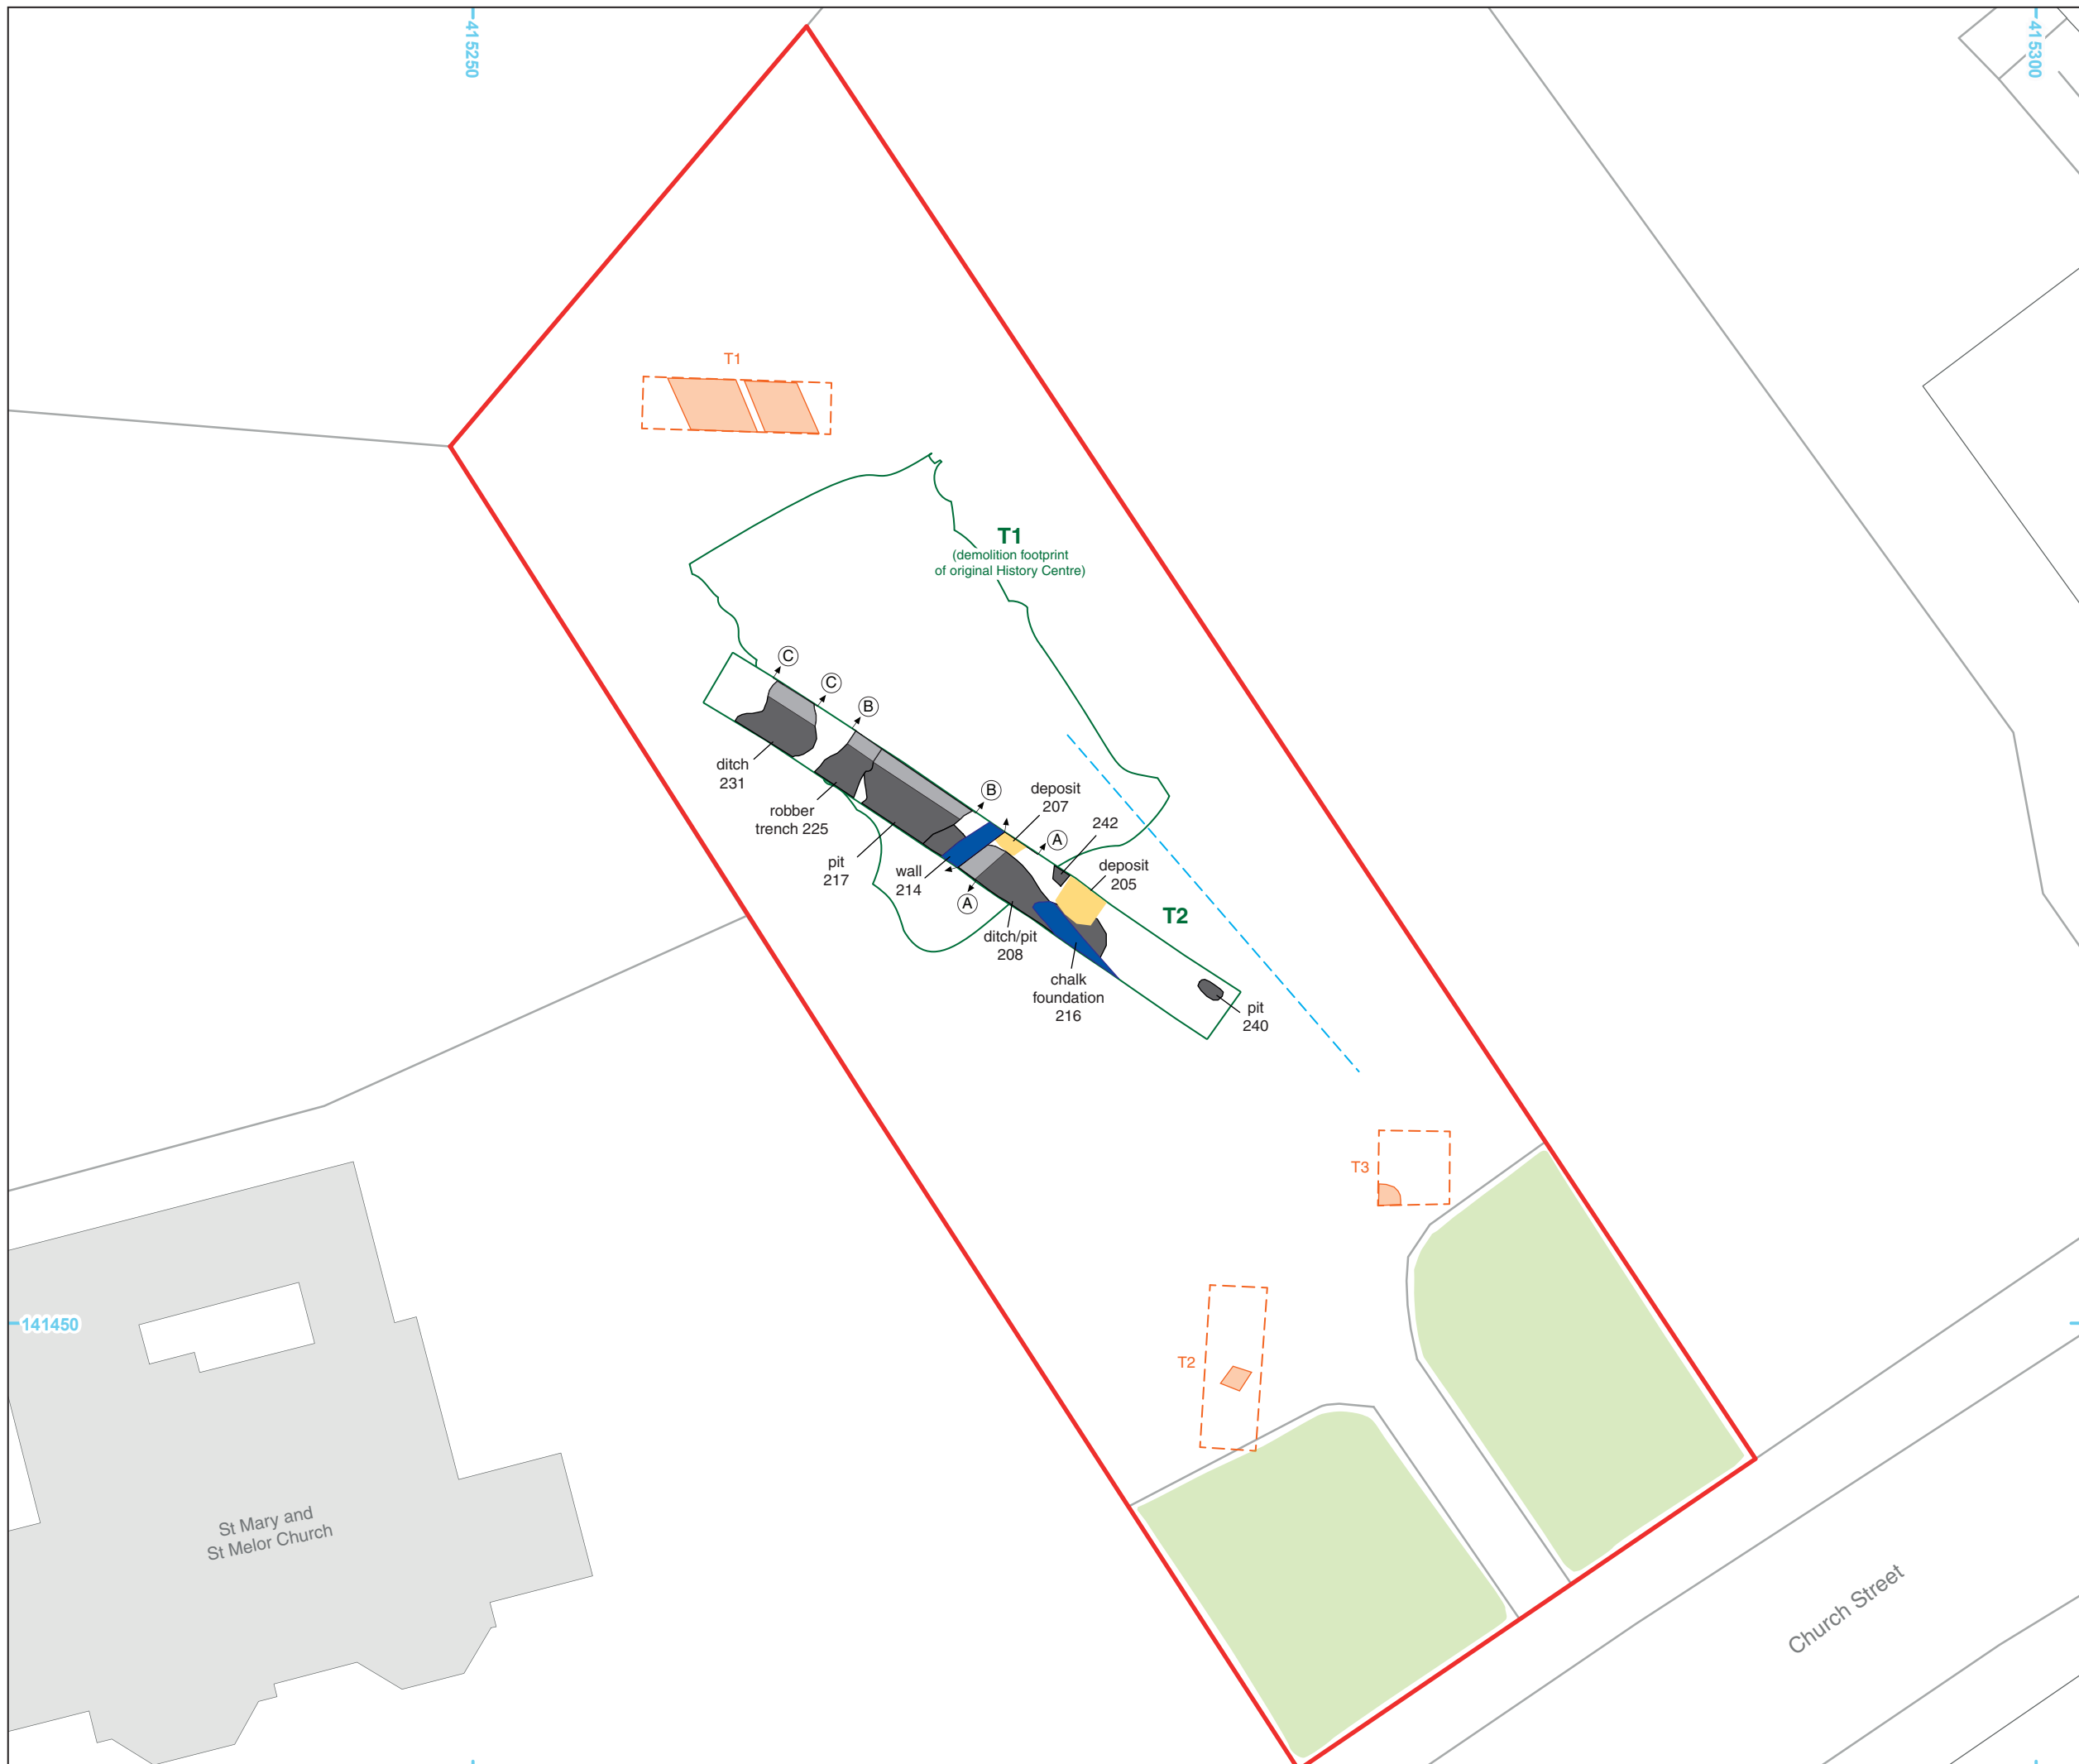 415250
415300
T1
T1
(demolition footprint
of original History Centre)
C
C
B
ditch
231
robber
trench 225
B
deposit
207
242
A
pit
217
wall
214
deposit
205
A
T2
ditch/pit
208
chalk
foundation
216
pit
240
T3
141450
T2
St Mary and
St Melor Church
Church Street